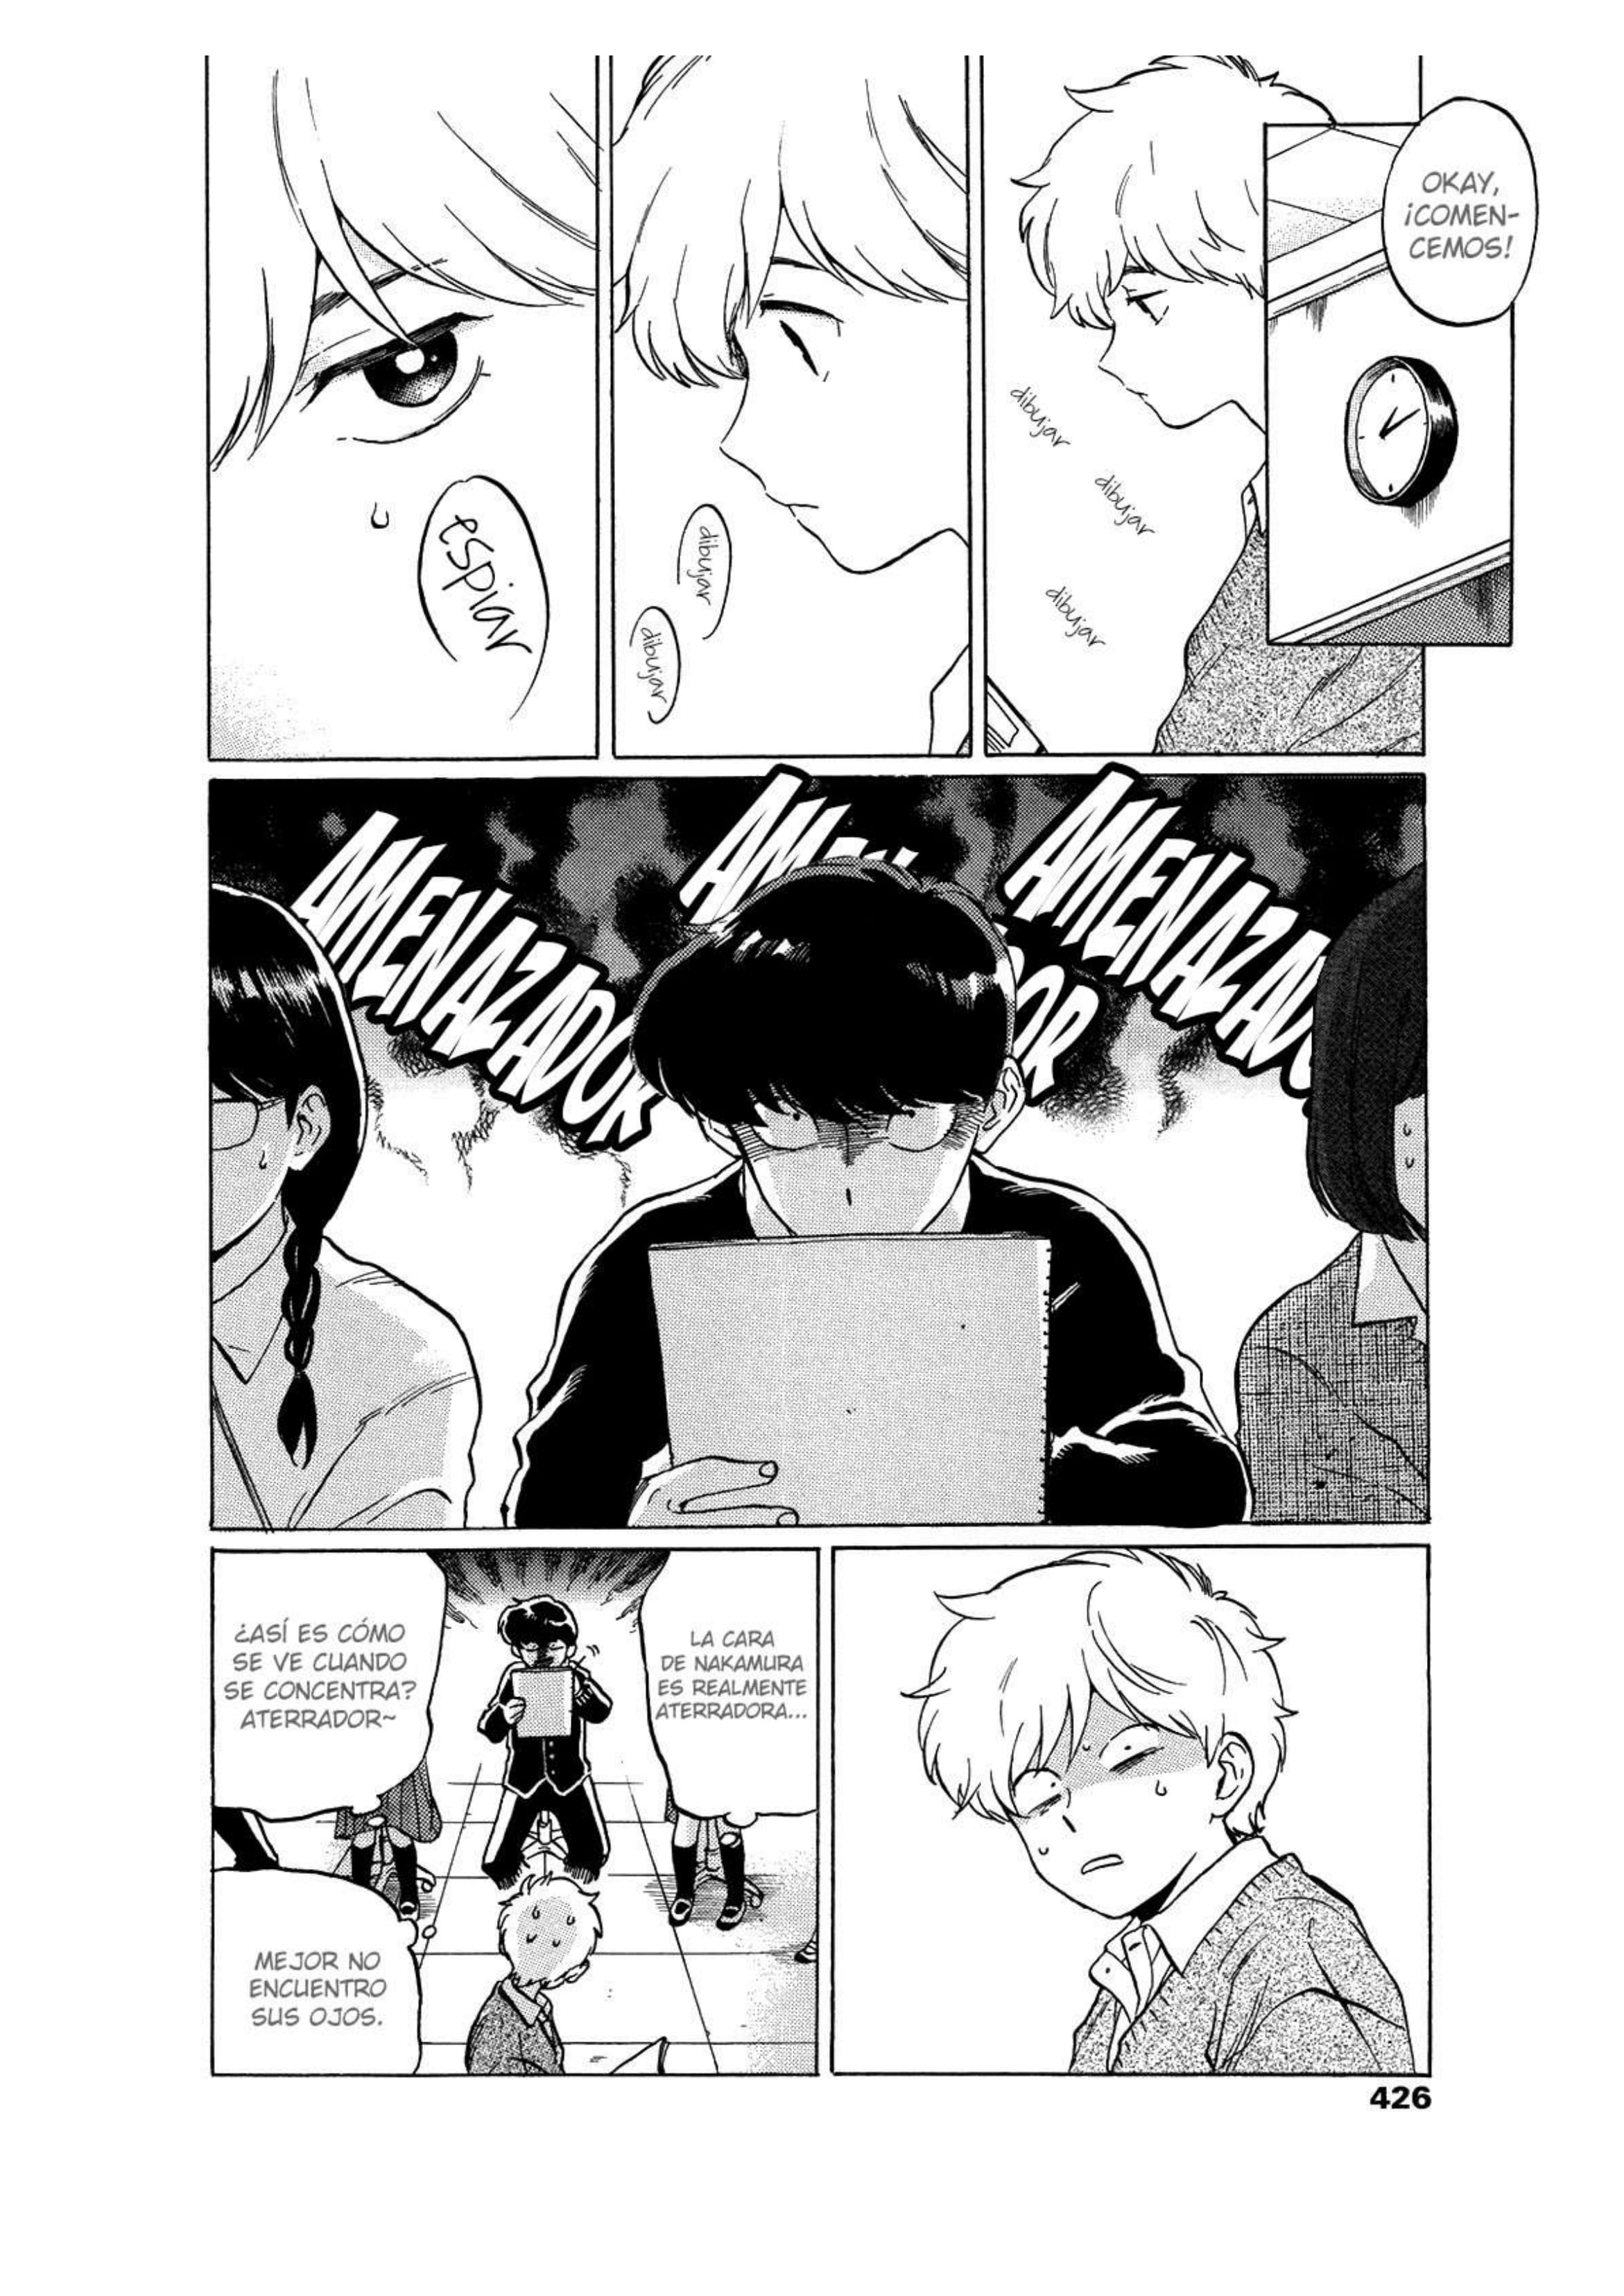 OKAY,
¡COMEN-
CEMOS!
dibujar
dibujar
dibujar
dibujar
dibujar
espiar
AMENAZADOR
AMENAZADOR
AMENAZADOR
LA CARA
DE NAKAMURA
ES REALMENTE
ATERRADORA...
¿ASÍ ES CÓMO
SE VE CUANDO
SE CONCENTRA?
ATERRADOR~
MEJOR NO
ENCUENTRO
SUS OJOS.
426